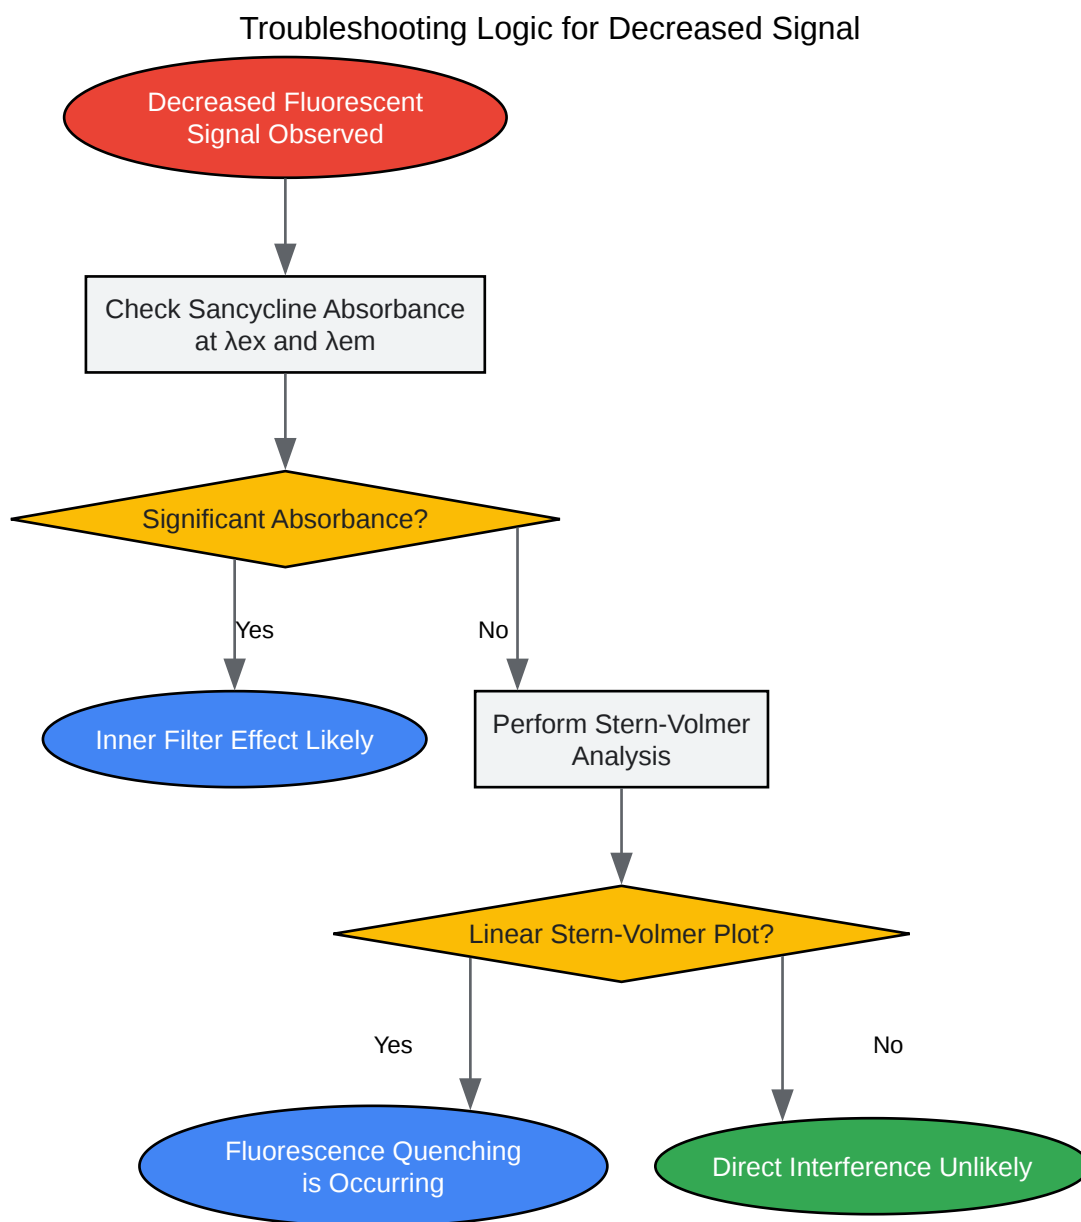 Troubleshooting Logic for Decreased Signal
Decreased Fluorescent
Signal Observed
Check Sancycline Absorbance
at λex and λem
Significant Absorbance?
Yes
No
Inner Filter Effect Likely
Perform Stern-Volmer
Analysis
Linear Stern-Volmer Plot?
Yes
No
Fluorescence Quenching
is Occurring
Direct Interference Unlikely